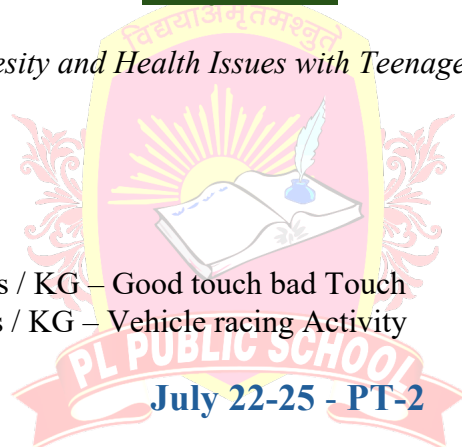 विद्ययाऽमृतमश्नुते
esity and Health Issues with Teenage
s / KG – Good touch bad Touch
s / KG – Vehicle racing Activity
PL PUBLIC SCHOOL
July 22-25 - PT-2